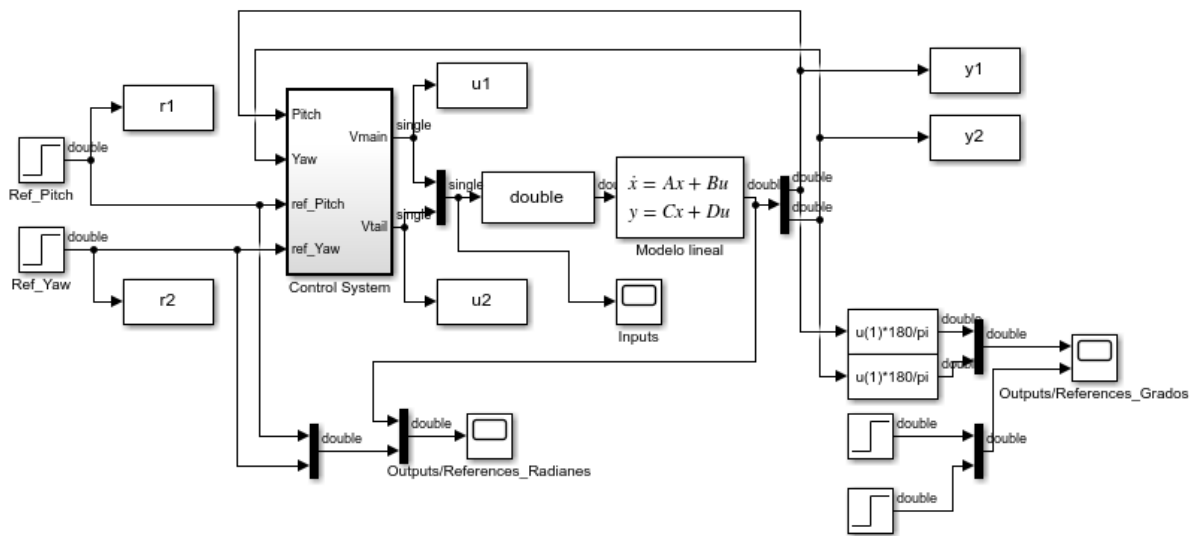 y1
u1
r1
Pitch
Vmain
single
double
y2
Yaw
ẋ = Ax + Bu
y = Cx + Du
Ref_Pitch
single
double
dou
doubl
double
ref_Pitch
double
Modelo lineal
double
Vtail
single
ref_Yaw
Ref_Yaw
Control System
r2
u2
Inputs
double
u(1)*180/pi
double
double
u(1)*180/pi
Outputs/References_Grados
double
double
double
double
Outputs/References_Radianes
double